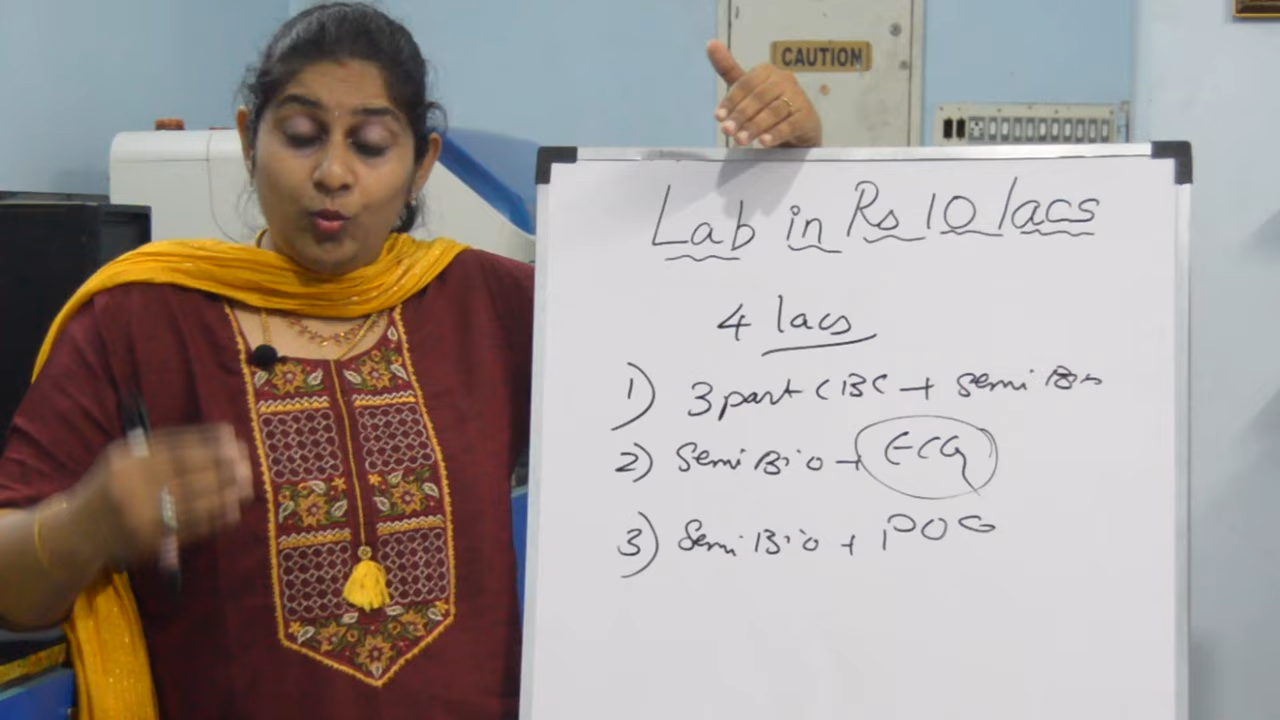 CAUTION
Lab in Rs 10 lacs
4 lacs
1) 3 part CBC + Semi Bio
2) Semi Bio + ECG
3) Semi Bio + POC